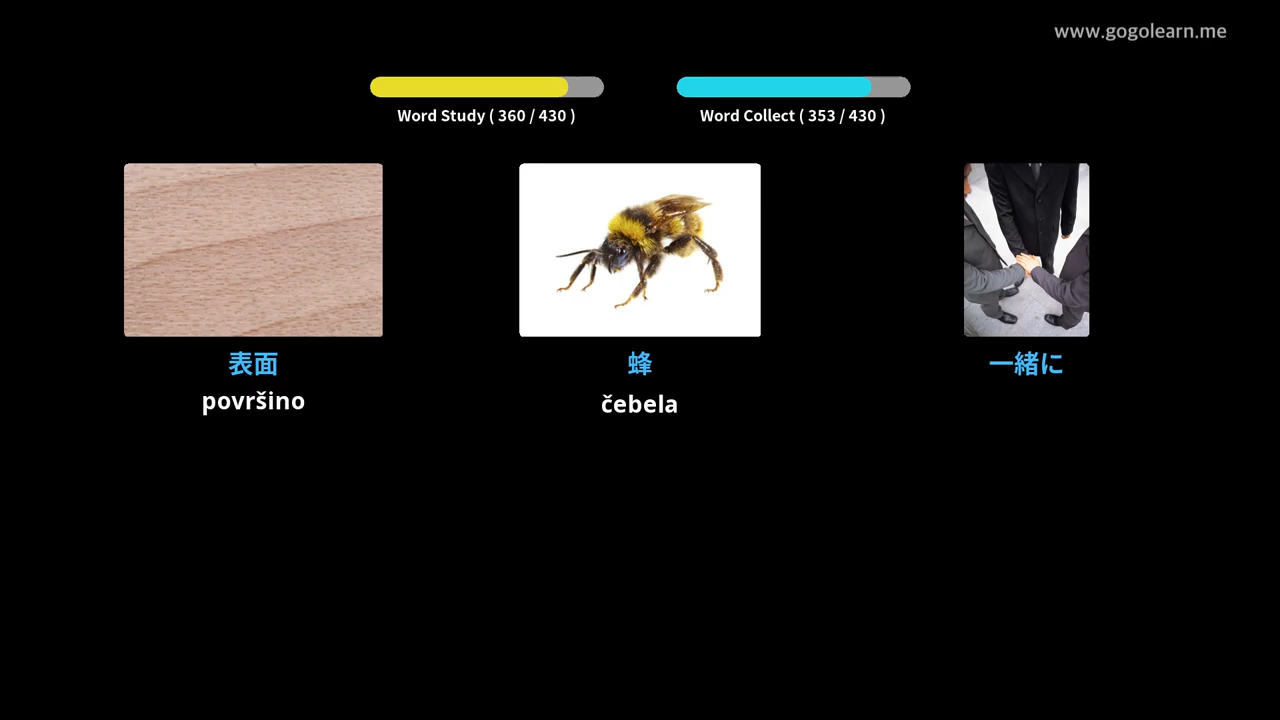 www.gogolearn.me
Word Study ( 360 / 430 )
Word Collect ( 353 / 430 )
表面
蜂
一緒に
površino
čebela